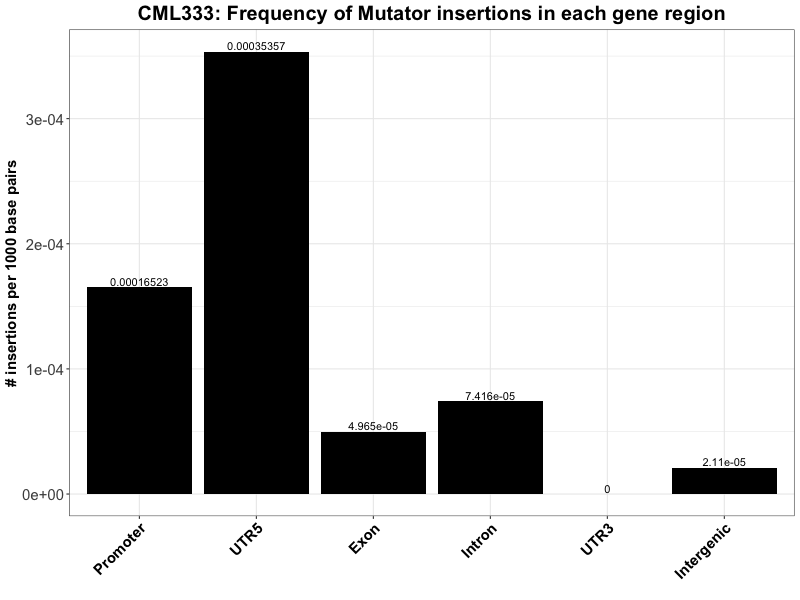 CML333: Frequency of Mutator insertions in each gene region
# insertions per 1000 base pairs
3e-04
2e-04
1e-04
0e+00
0.00016523
0.00035357
4.965e-05
7.416e-05
0
2.11e-05
Promoter
UTR5
Exon
Intron
UTR3
Intergenic